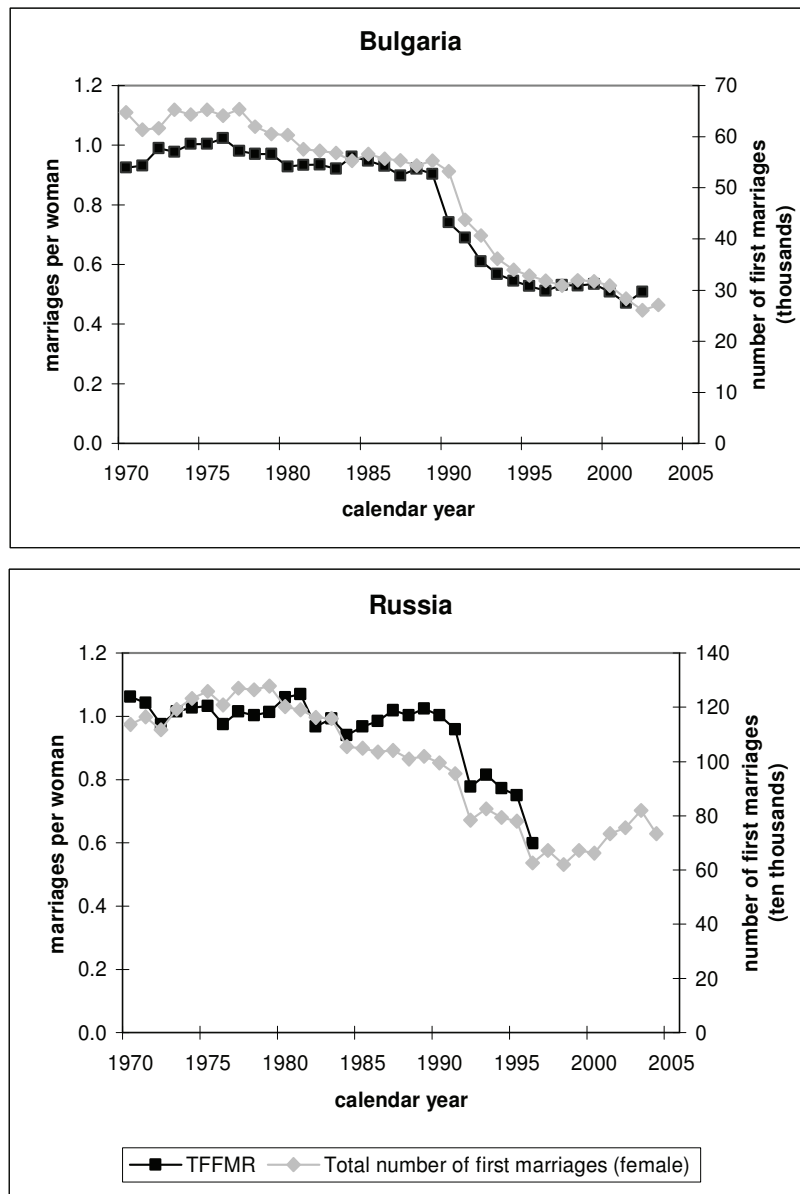 Bulgaria
1.2
1.0
0.8
0.6
0.4
0.2
0.0
marriages per woman
70
60
50
40
30
20
10
0
number of first marriages
(thousands)
1970 1975 1980 1985 1990 1995 2000 2005
calendar year
Russia
1.2
1.0
0.8
0.6
0.4
0.2
0.0
marriages per woman
140
120
100
80
60
40
20
0
number of first marriages
(ten thousands)
1970 1975 1980 1985 1990 1995 2000 2005
calendar year
TFFMR Total number of first marriages (female)